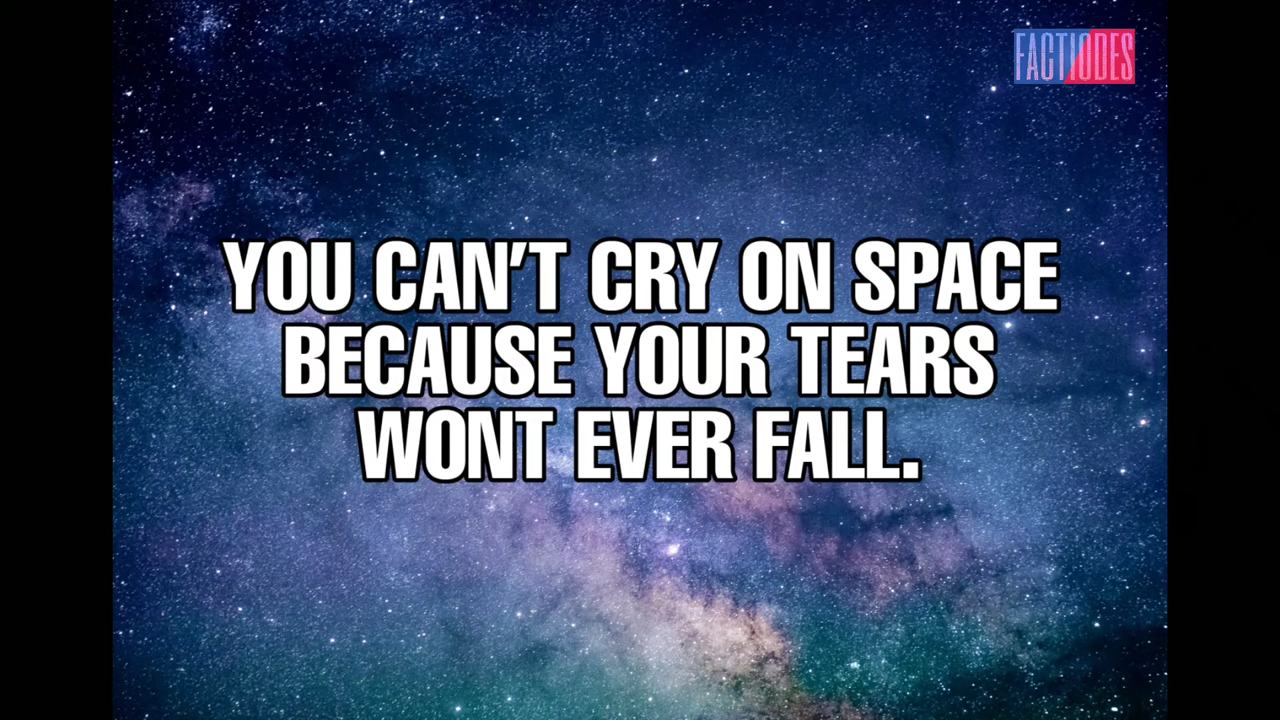 FACTIODES
YOU CAN'T CRY ON SPACE
BECAUSE YOUR TEARS
WONT EVER FALL.